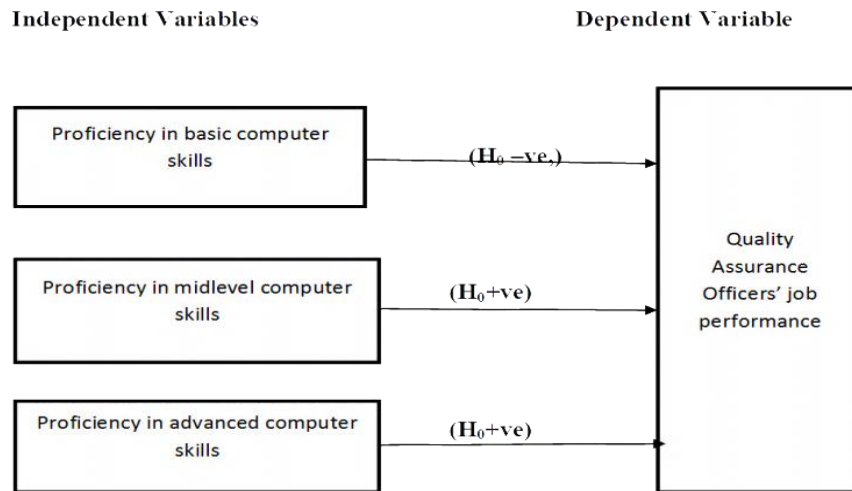 Independent Variables
Dependent Variable
Proficiency in basic computer
skills
(H₀ –ve,)
Proficiency in midlevel computer
skills
(H₀+ve)
Proficiency in advanced computer
skills
(H₀+ve)
Quality
Assurance
Officers’ job
performance